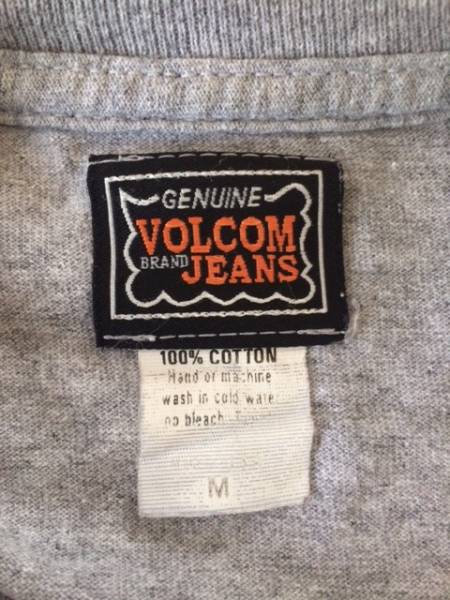 GENUINE
VOLCOM
BRAND JEANS
100% COTTON
Hand or machine
wash in cold water
no bleach
M